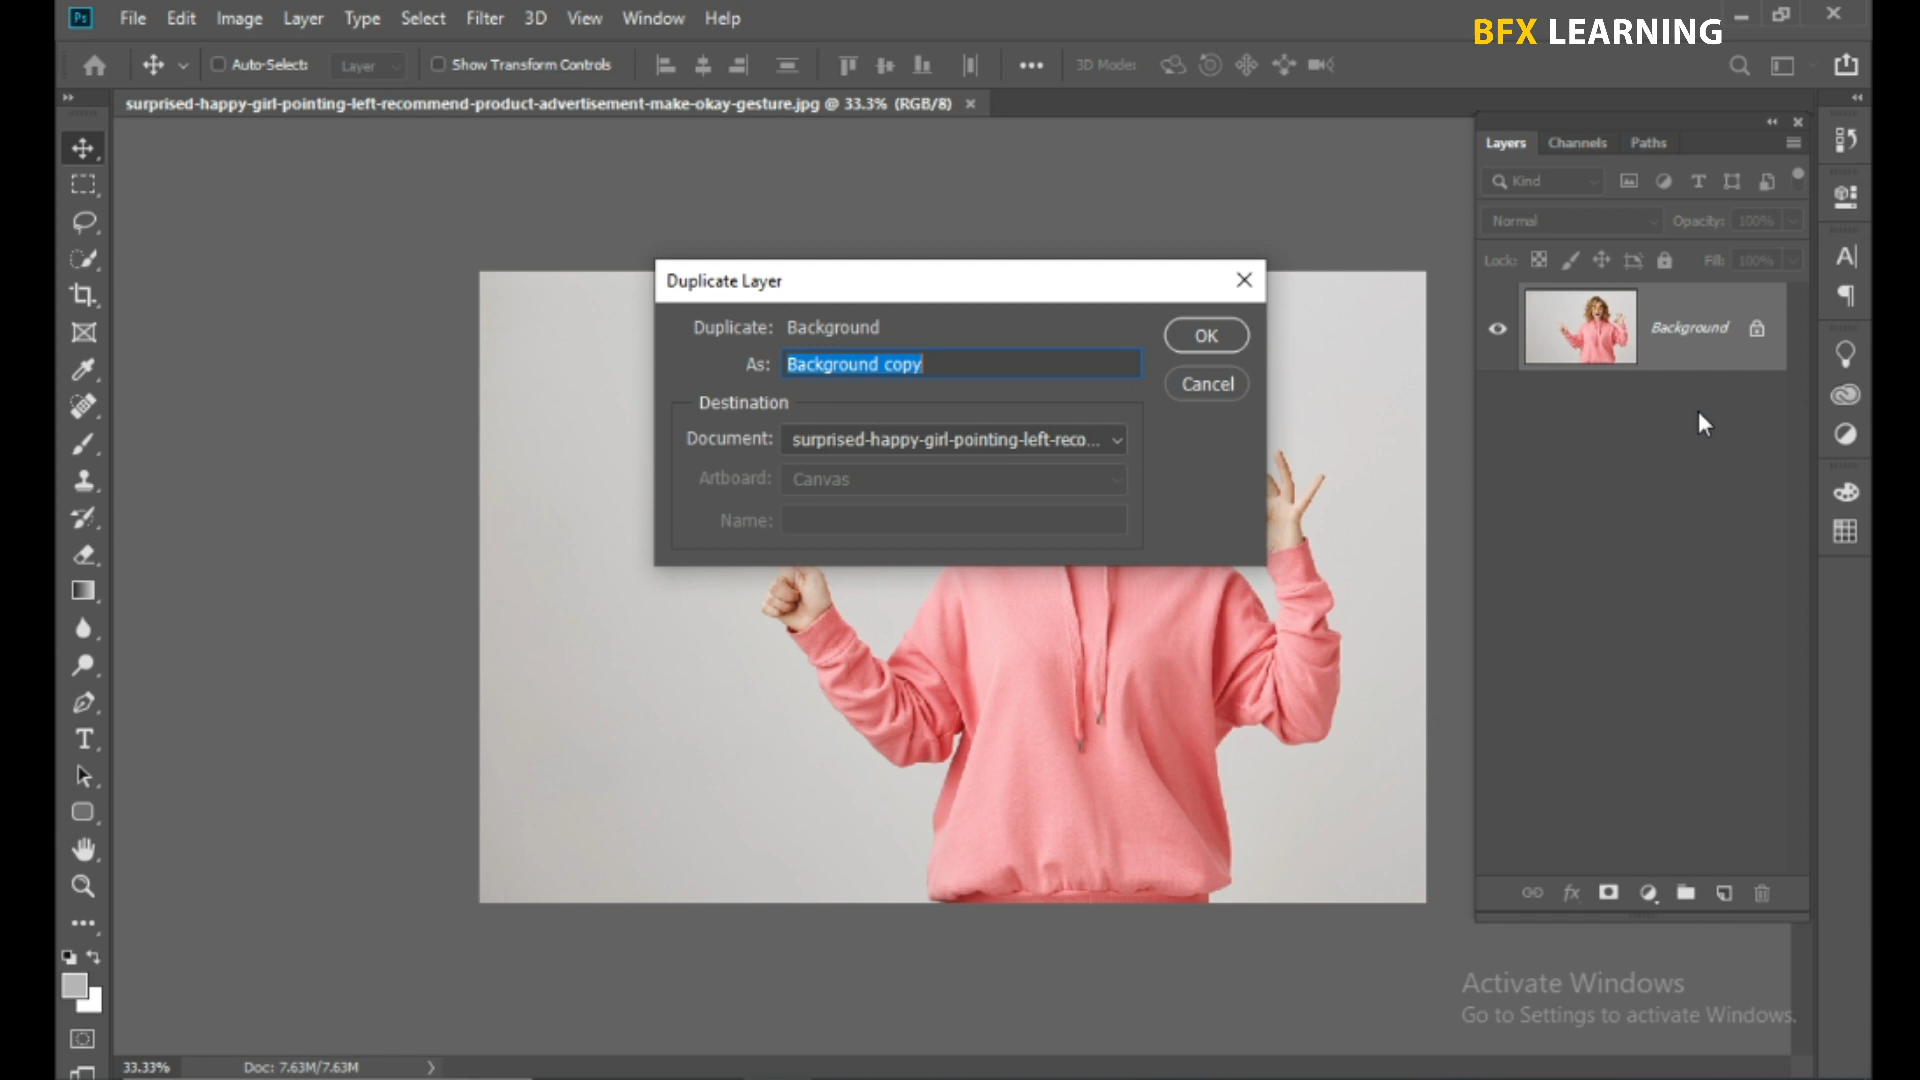 Ps File Edit Image Layer Type Select Filter 3D View Window Help
BFX LEARNING
Auto-Select: Layer Show Transform Controls 3D Mode:
surprised-happy-girl-pointing-left-recommend-product-advertisement-make-okay-gesture.jpg @ 33.3% (RGB/8)
Layers Channels Paths
Kind
Normal Opacity: 100%
Lock: Fill: 100%
Background
Duplicate Layer
Duplicate: Background
As: Background copy
OK
Cancel
Destination
Document: surprised-happy-girl-pointing-left-reco...
Artboard: Canvas
Name:
fx
Activate Windows
Go to Settings to activate Windows.
33.33% Doc: 7.63M/7.63M